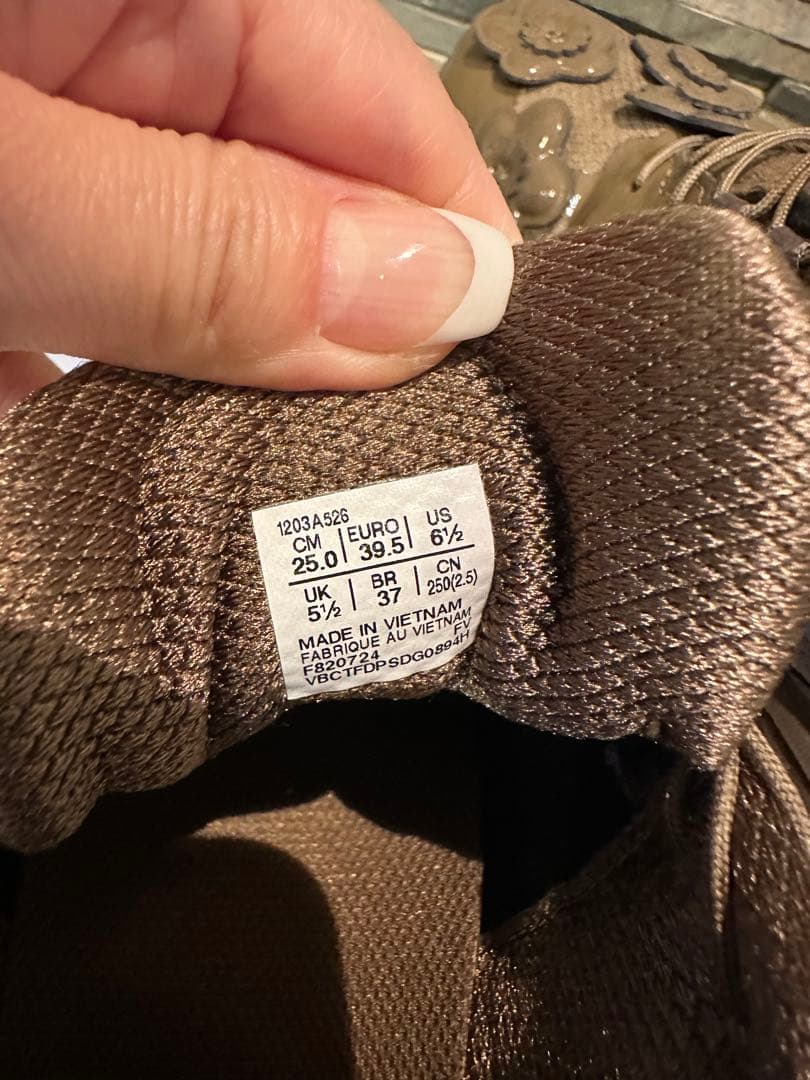 1203A526
CM | EURO | US
25.0 | 39.5 | 6½
UK | BR | CN
5½ | 37 | 250(2.5)
MADE IN VIETNAM
FABRIQUE AU VIETNAM
F820724 FV
VBCTFDPSDG0894H